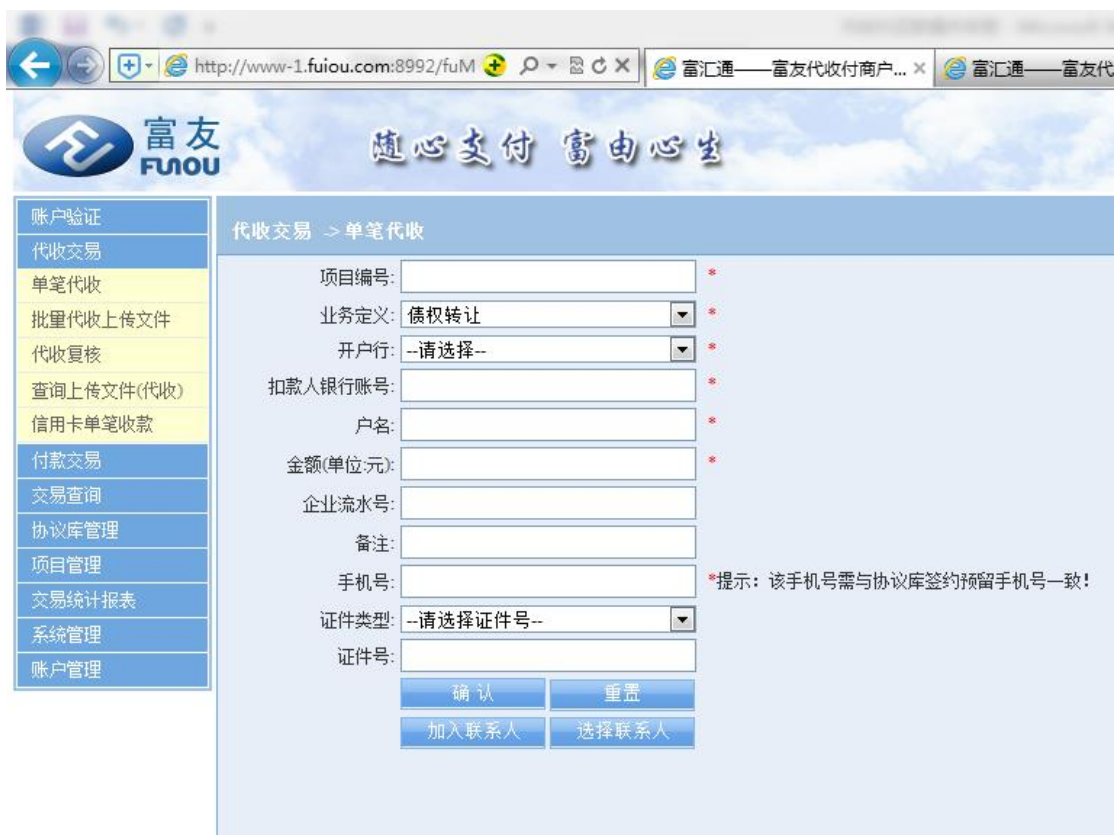 http://www-1.fuiou.com:8992/fuM
富汇通——富友代收付商户...
富汇通——富友代
富友
FUIOU
随心支付 富由心生
账户验证
代收交易
单笔代收
批量代收上传文件
代收复核
查询上传文件(代收)
信用卡单笔收款
付款交易
交易查询
协议库管理
项目管理
交易统计报表
系统管理
账户管理
代收交易 -> 单笔代收
项目编号: *
业务定义: 债权转让 *
开户行: --请选择-- *
扣款人银行账号: *
户名: *
金额(单位:元): *
企业流水号:
备注:
手机号: *提示：该手机号需与协议库签约预留手机号一致！
证件类型: --请选择证件号--
证件号:
确 认 重置
加入联系人 选择联系人